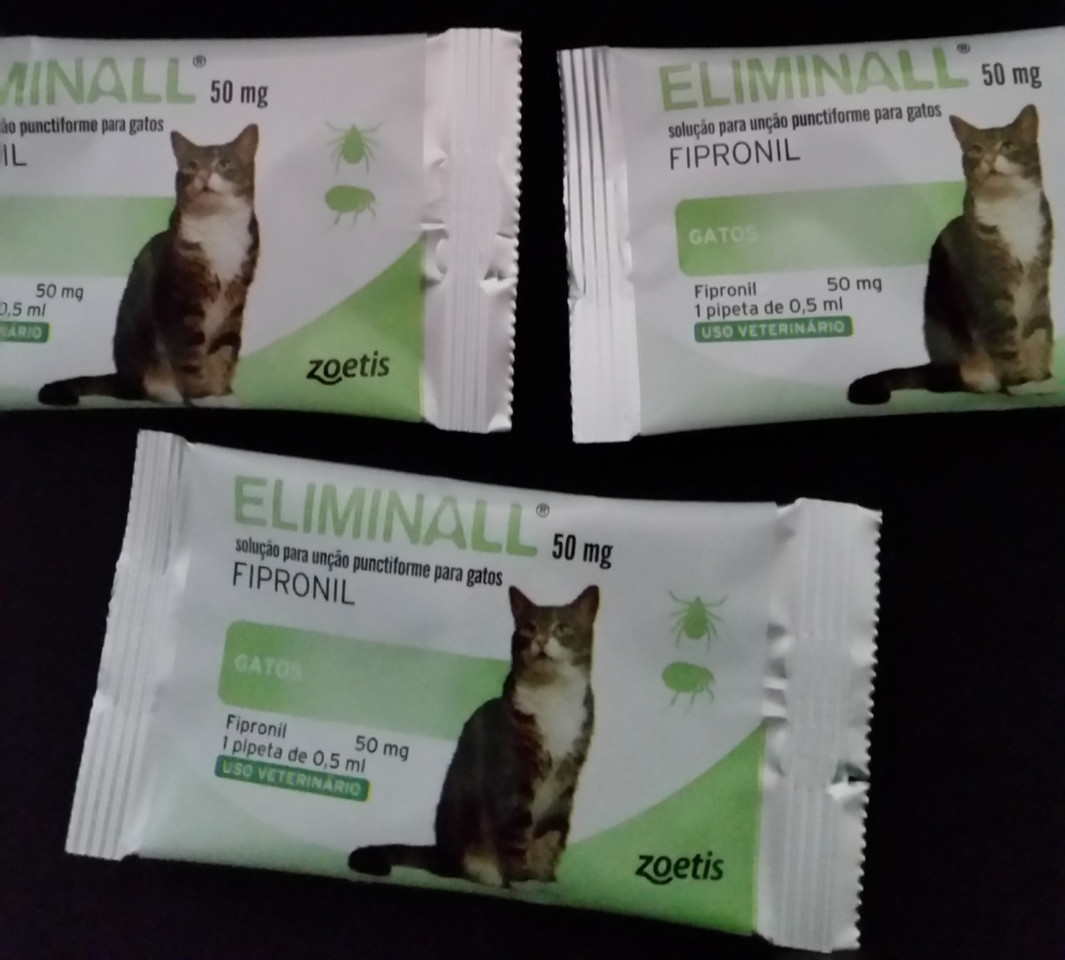 MINALL® 50 mg
ão punctiforme para gatos
IL
50 mg
0,5 ml
NÁRIO
zoetis
ELIMINALL® 50 mg
solução para unção punctiforme para gatos
FIPRONIL
GATOS
Fipronil 50 mg
1 pipeta de 0,5 ml
USO VETERINÁRIO
ELIMINALL® 50 mg
solução para unção punctiforme para gatos
FIPRONIL
GATOS
Fipronil 50 mg
1 pipeta de 0,5 ml
USO VETERINÁRIO
zoetis